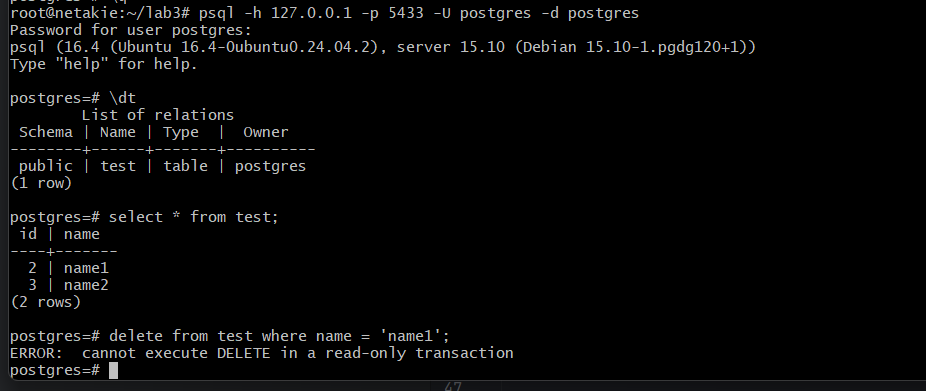 root@netakie:~/lab3# psql -h 127.0.0.1 -p 5433 -U postgres -d postgres
Password for user postgres:
psql (16.4 (Ubuntu 16.4-0ubuntu0.24.04.2), server 15.10 (Debian 15.10-1.pgdg120+1))
Type "help" for help.
postgres=# \dt
List of relations
Schema | Name | Type | Owner
--------+------+-------+----------
public | test | table | postgres
(1 row)
postgres=# select * from test;
id | name
----+-------
2 | name1
3 | name2
(2 rows)
postgres=# delete from test where name = 'name1';
ERROR:  cannot execute DELETE in a read-only transaction
postgres=#
47